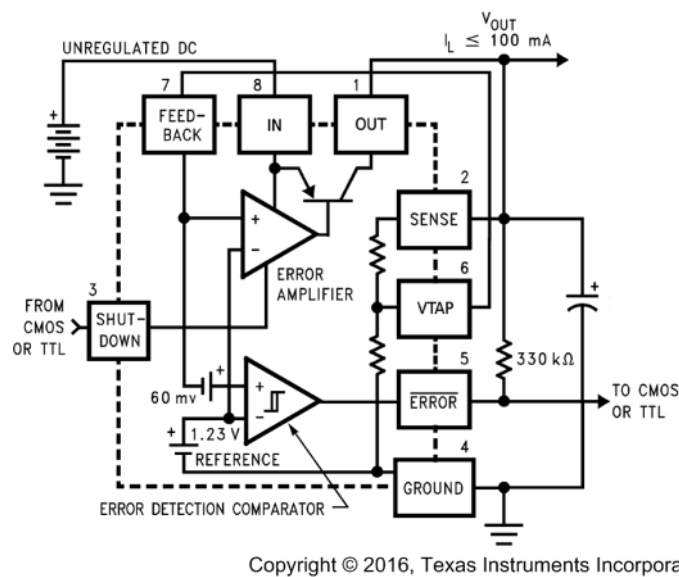 V_OUT
I_L ≤ 100 mA
UNREGULATED DC
7
8
1
FEED-
BACK
IN
OUT
2
SENSE
ERROR
AMPLIFIER
6
VTAP
3
FROM
CMOS
OR TTL
SHUT-
DOWN
5
330 kΩ
60 mv
ERROR
TO CMOS
OR TTL
1.23 V
REFERENCE
4
GROUND
ERROR DETECTION COMPARATOR
Copyright © 2016, Texas Instruments Incorpora